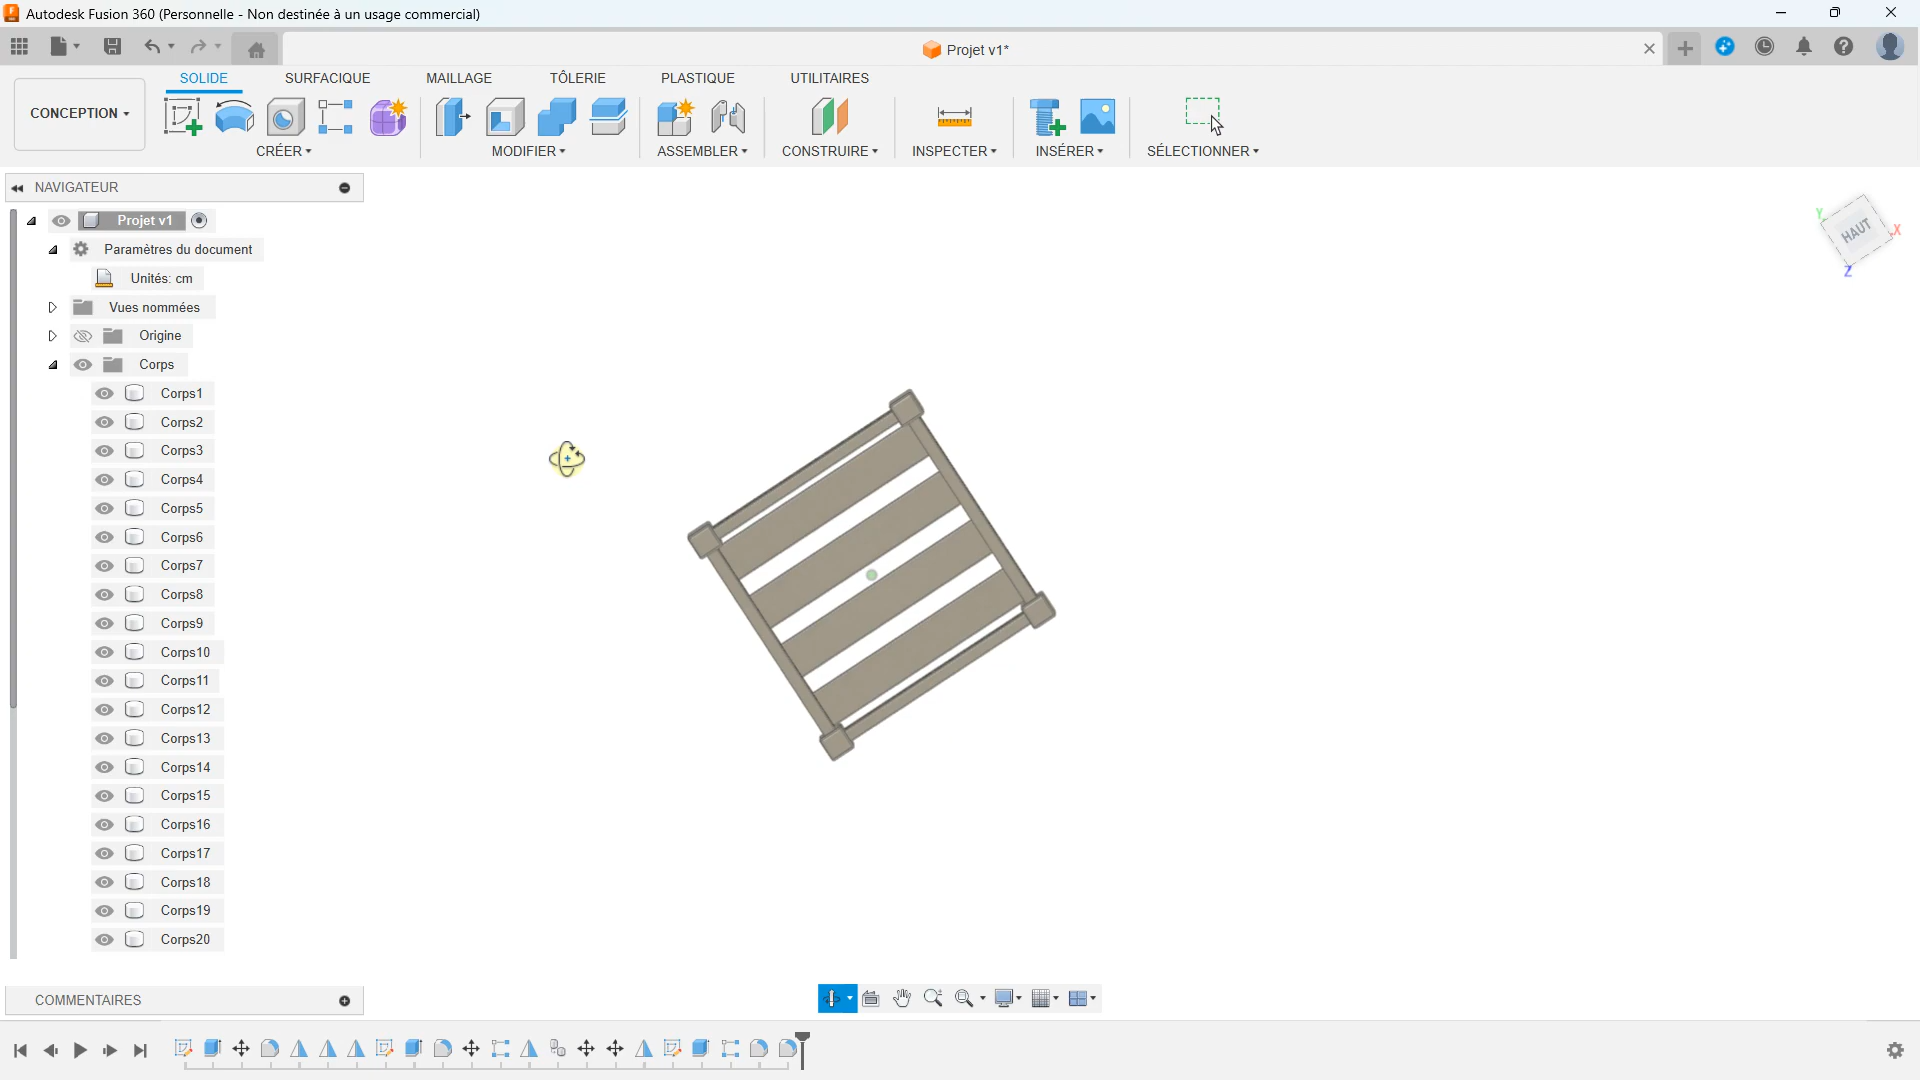 Autodesk Fusion 360 (Personnelle - Non destinée à un usage commercial)
Projet v1*
SOLIDE SURFACIQUE MAILLAGE TÔLERIE PLASTIQUE UTILITAIRES
CONCEPTION
CRÉER MODIFIER ASSEMBLER CONSTRUIRE INSPECTER INSÉRER SÉLECTIONNER
NAVIGATEUR
Projet v1
Paramètres du document
Unités: cm
Vues nommées
Origine
Corps
Corps1
Corps2
Corps3
Corps4
Corps5
Corps6
Corps7
Corps8
Corps9
Corps10
Corps11
Corps12
Corps13
Corps14
Corps15
Corps16
Corps17
Corps18
Corps19
Corps20
Y
HAUT
X
Z
COMMENTAIRES